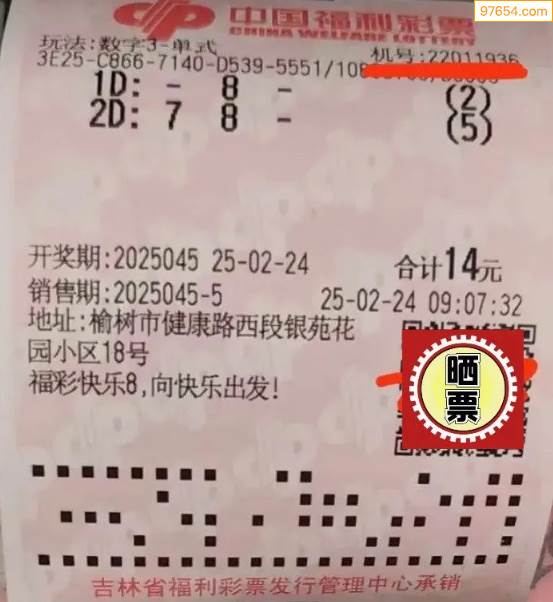 97654.com
中国福利彩票
CHINA WELFARE LOTTERY
玩法:数字3-单式
机号:22011936
3E25-C866-7140-D539-5551/10
1D: - 8 - (2)
2D: 7 8 - (5)
开奖期:2025045 25-02-24 合计14元
销售期:2025045-5 25-02-24 09:07:32
地址:榆树市健康路西段银苑花
园小区18号
福彩快乐8,向快乐出发!
晒票
吉林省福利彩票发行管理中心承销